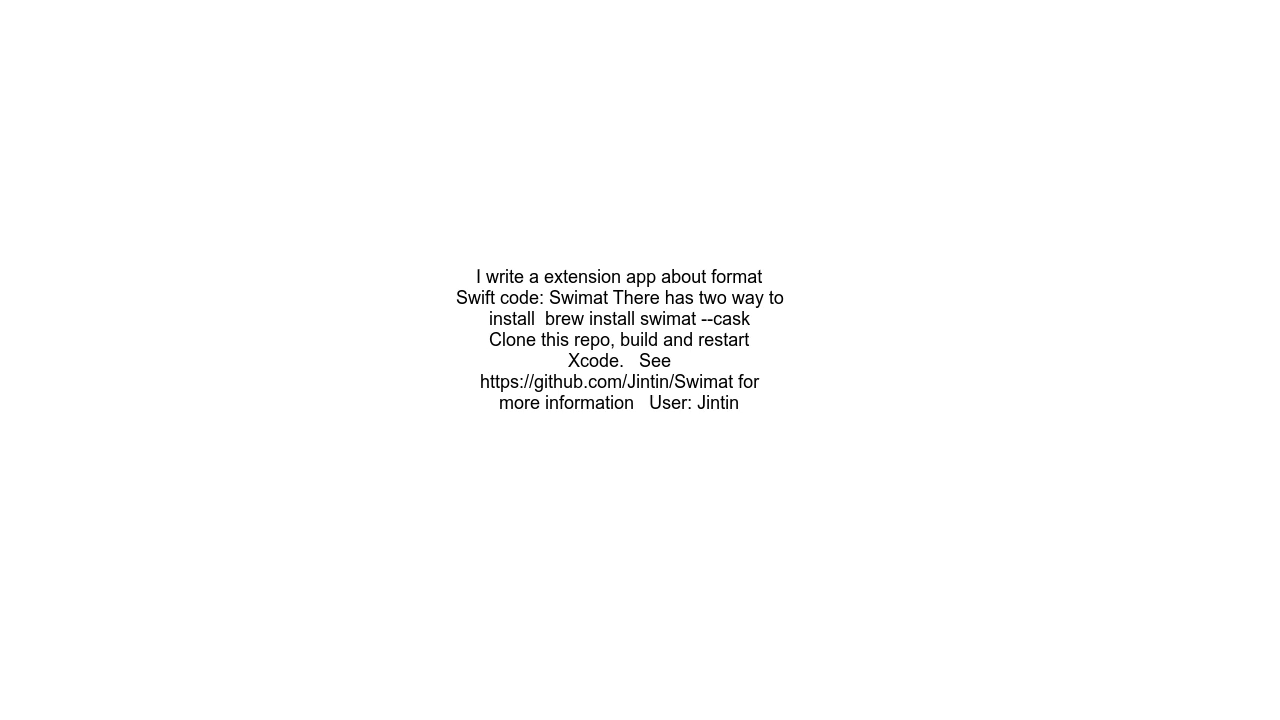 I write a extension app about format
Swift code: Swimat There has two way to
install  brew install swimat --cask
Clone this repo, build and restart
Xcode.   See
https://github.com/Jintin/Swimat for
more information   User: Jintin